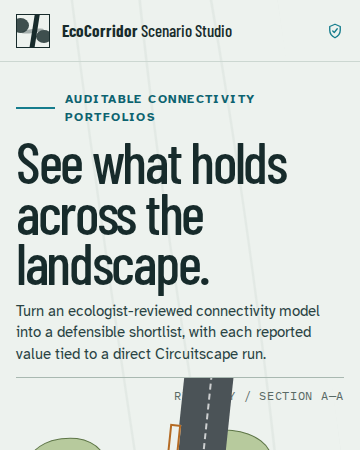 EcoCorridor Scenario Studio
AUDITABLE CONNECTIVITY
PORTFOLIOS
See what holds
across the
landscape.
Turn an ecologist-reviewed connectivity model
into a defensible shortlist, with each reported
value tied to a direct Circuitscape run.
/ SECTION A—A